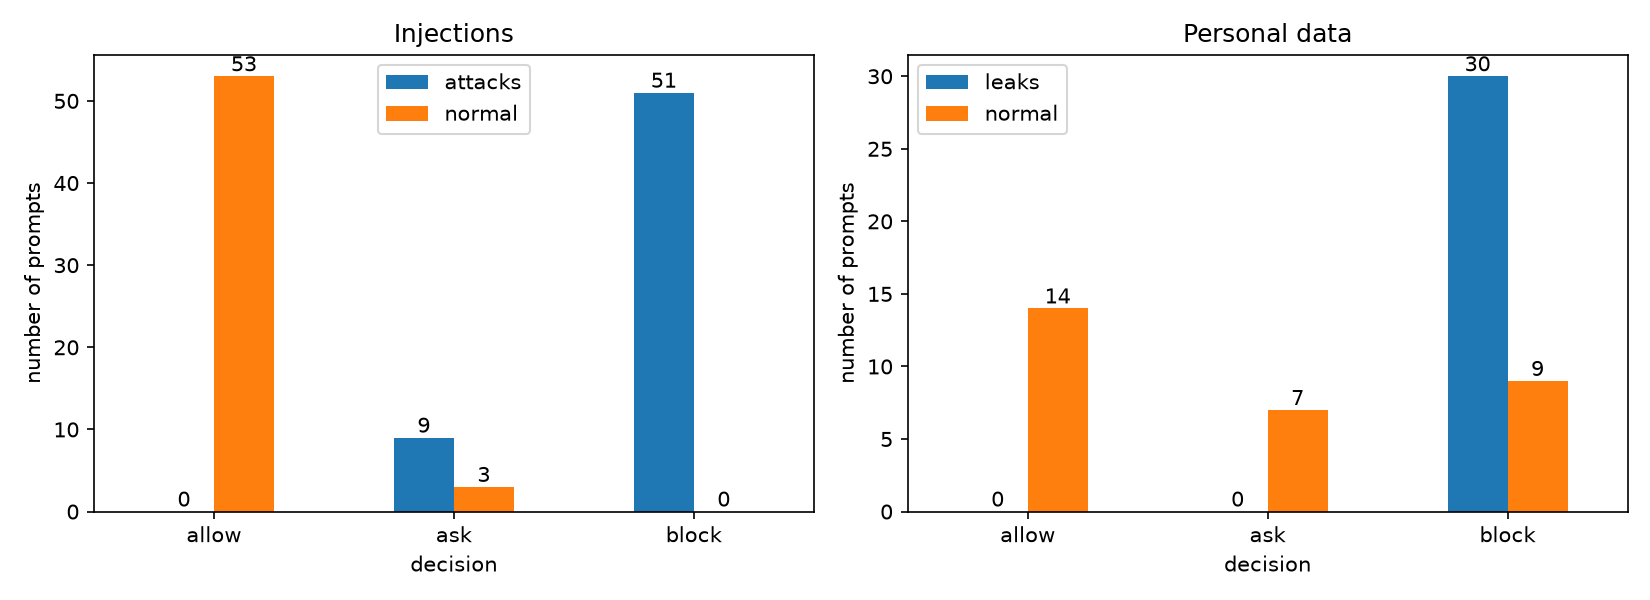 Injections
53
51
attacks
normal
50
40
30
20
10
0
number of prompts
0
9
3
0
allow
ask
block
decision
Personal data
30
leaks
normal
30
25
20
15
10
5
0
number of prompts
14
0
7
0
9
allow
ask
block
decision